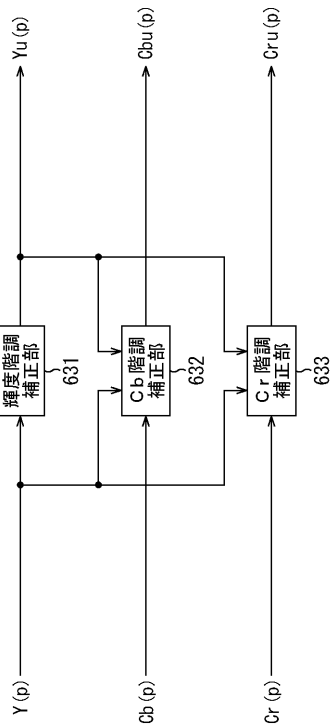 Y(p)
輝度階調
補正部
631
Yu(p)
Cb(p)
Cb階調
補正部
632
Cbu(p)
Cr(p)
Cr階調
補正部
633
Cru(p)